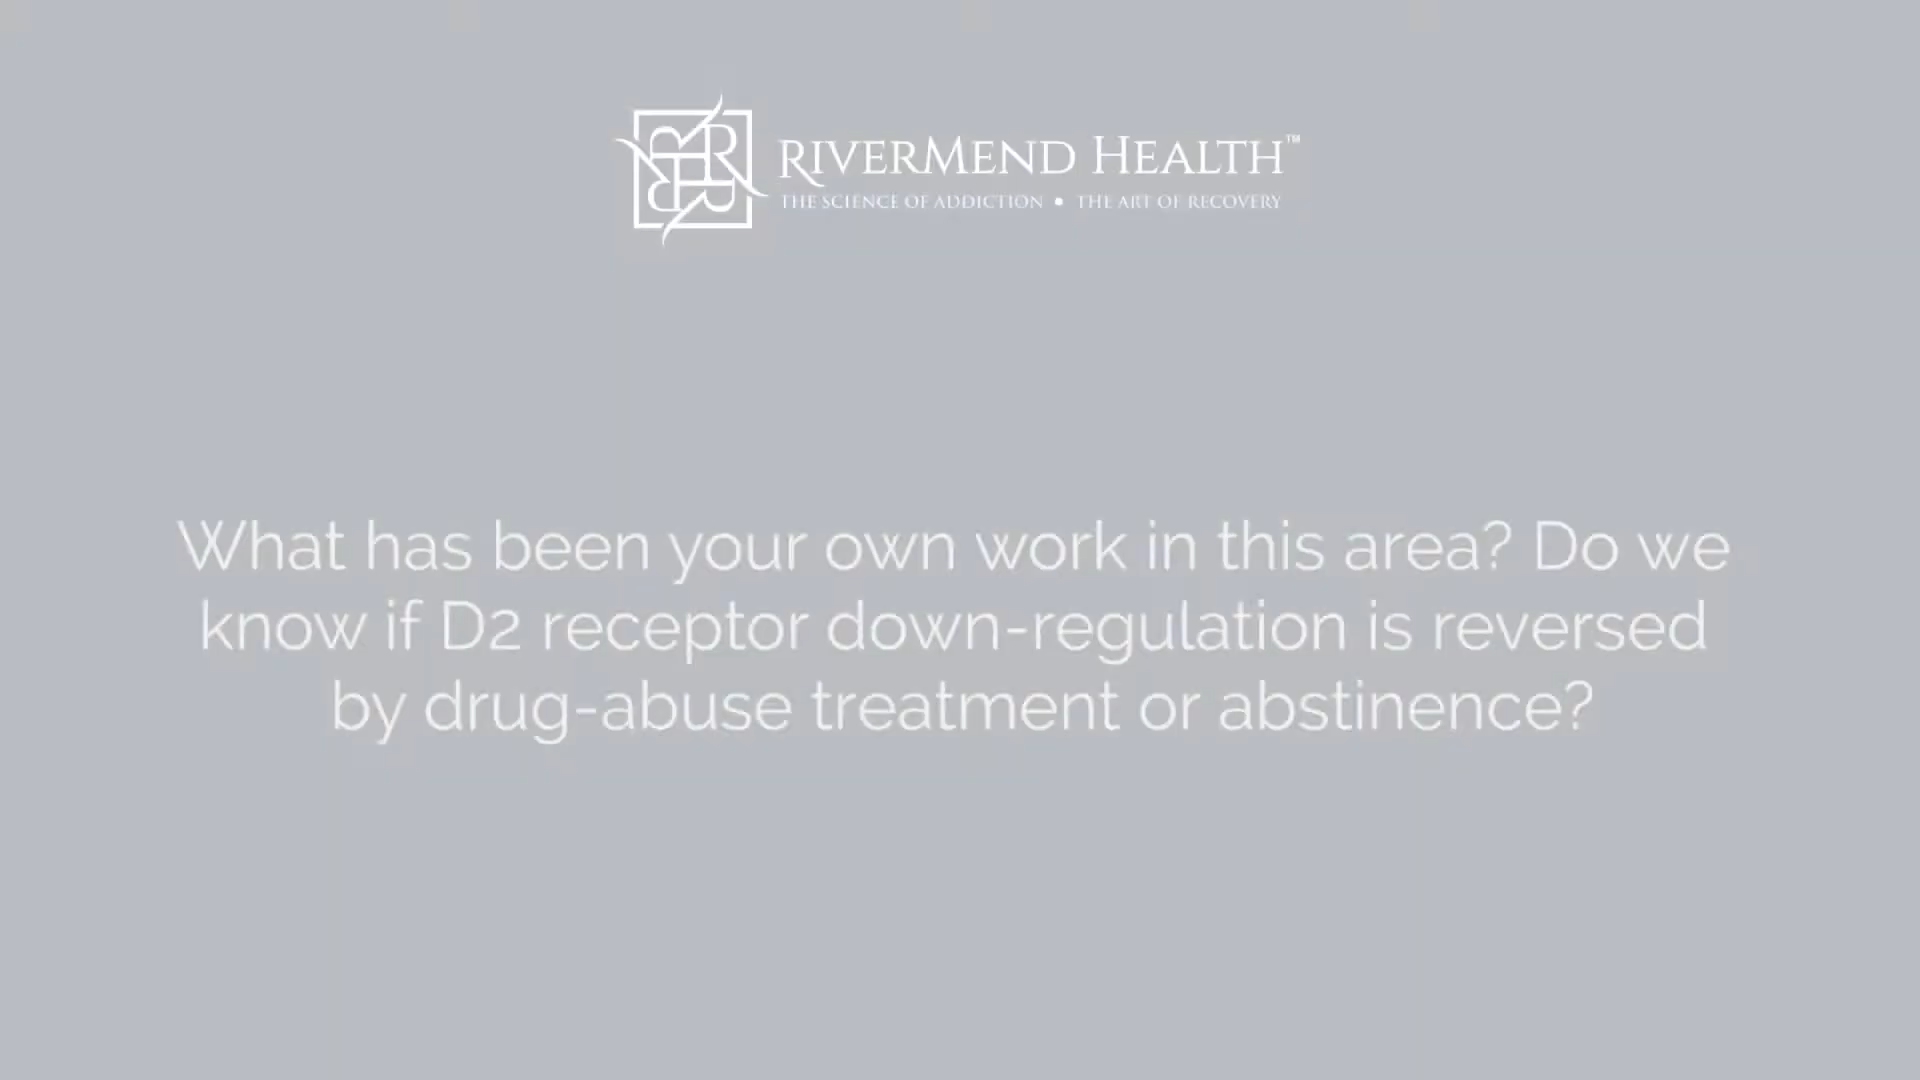 RIVERMEND HEALTH™
THE SCIENCE OF ADDICTION • THE ART OF RECOVERY
What has been your own work in this area? Do we
know if D2 receptor down-regulation is reversed
by drug-abuse treatment or abstinence?